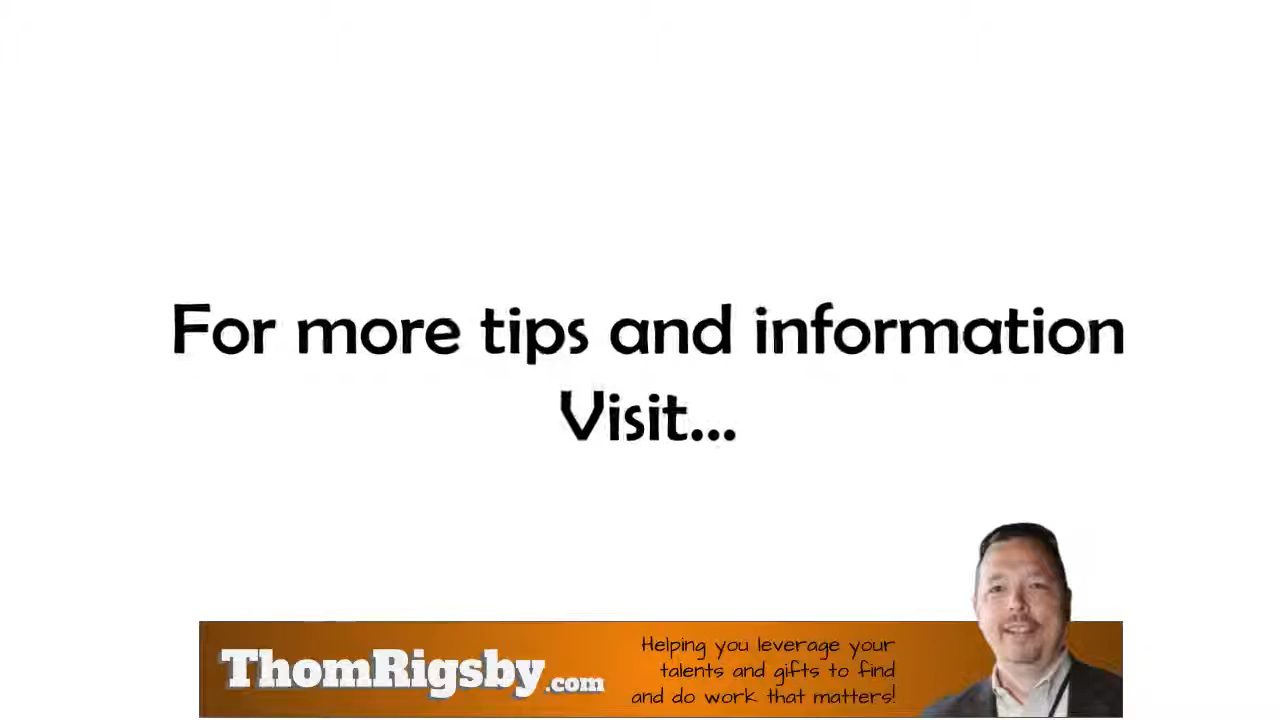 For more tips and information
Visit...
ThomRigsby.com
Helping you leverage your
talents and gifts to find
and do work that matters!